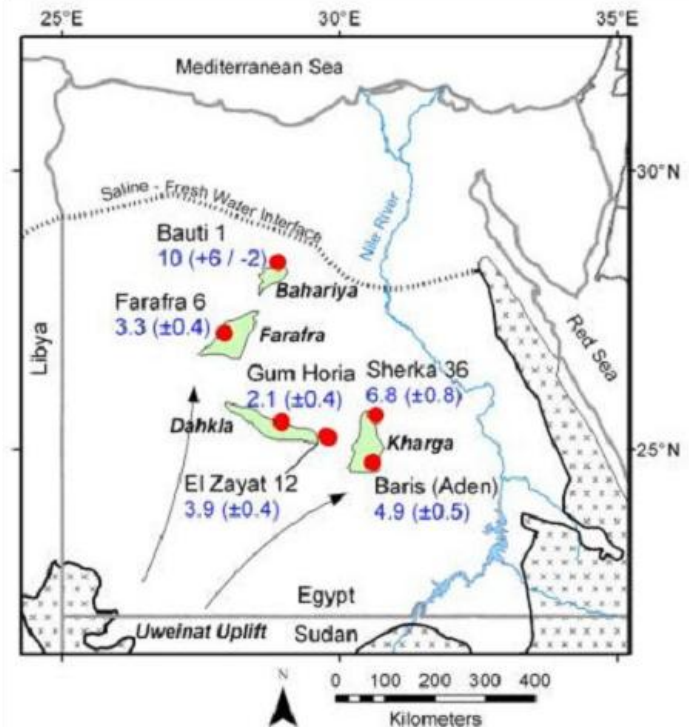 25°E
30°E
35°E
Mediterranean Sea
30°N
Saline - Fresh Water Interface
Nile River
Bauti 1
10 (+6 / -2)
Bahariya
Farafra 6
3.3 (±0.4)
Farafra
Libya
Red Sea
Gum Horia
2.1 (±0.4)
Sherka 36
6.8 (±0.8)
Dahkla
Kharga
25°N
El Zayat 12
3.9 (±0.4)
Baris (Aden)
4.9 (±0.5)
Egypt
Uweinat Uplift
Sudan
N
0 100 200 300 400
Kilometers